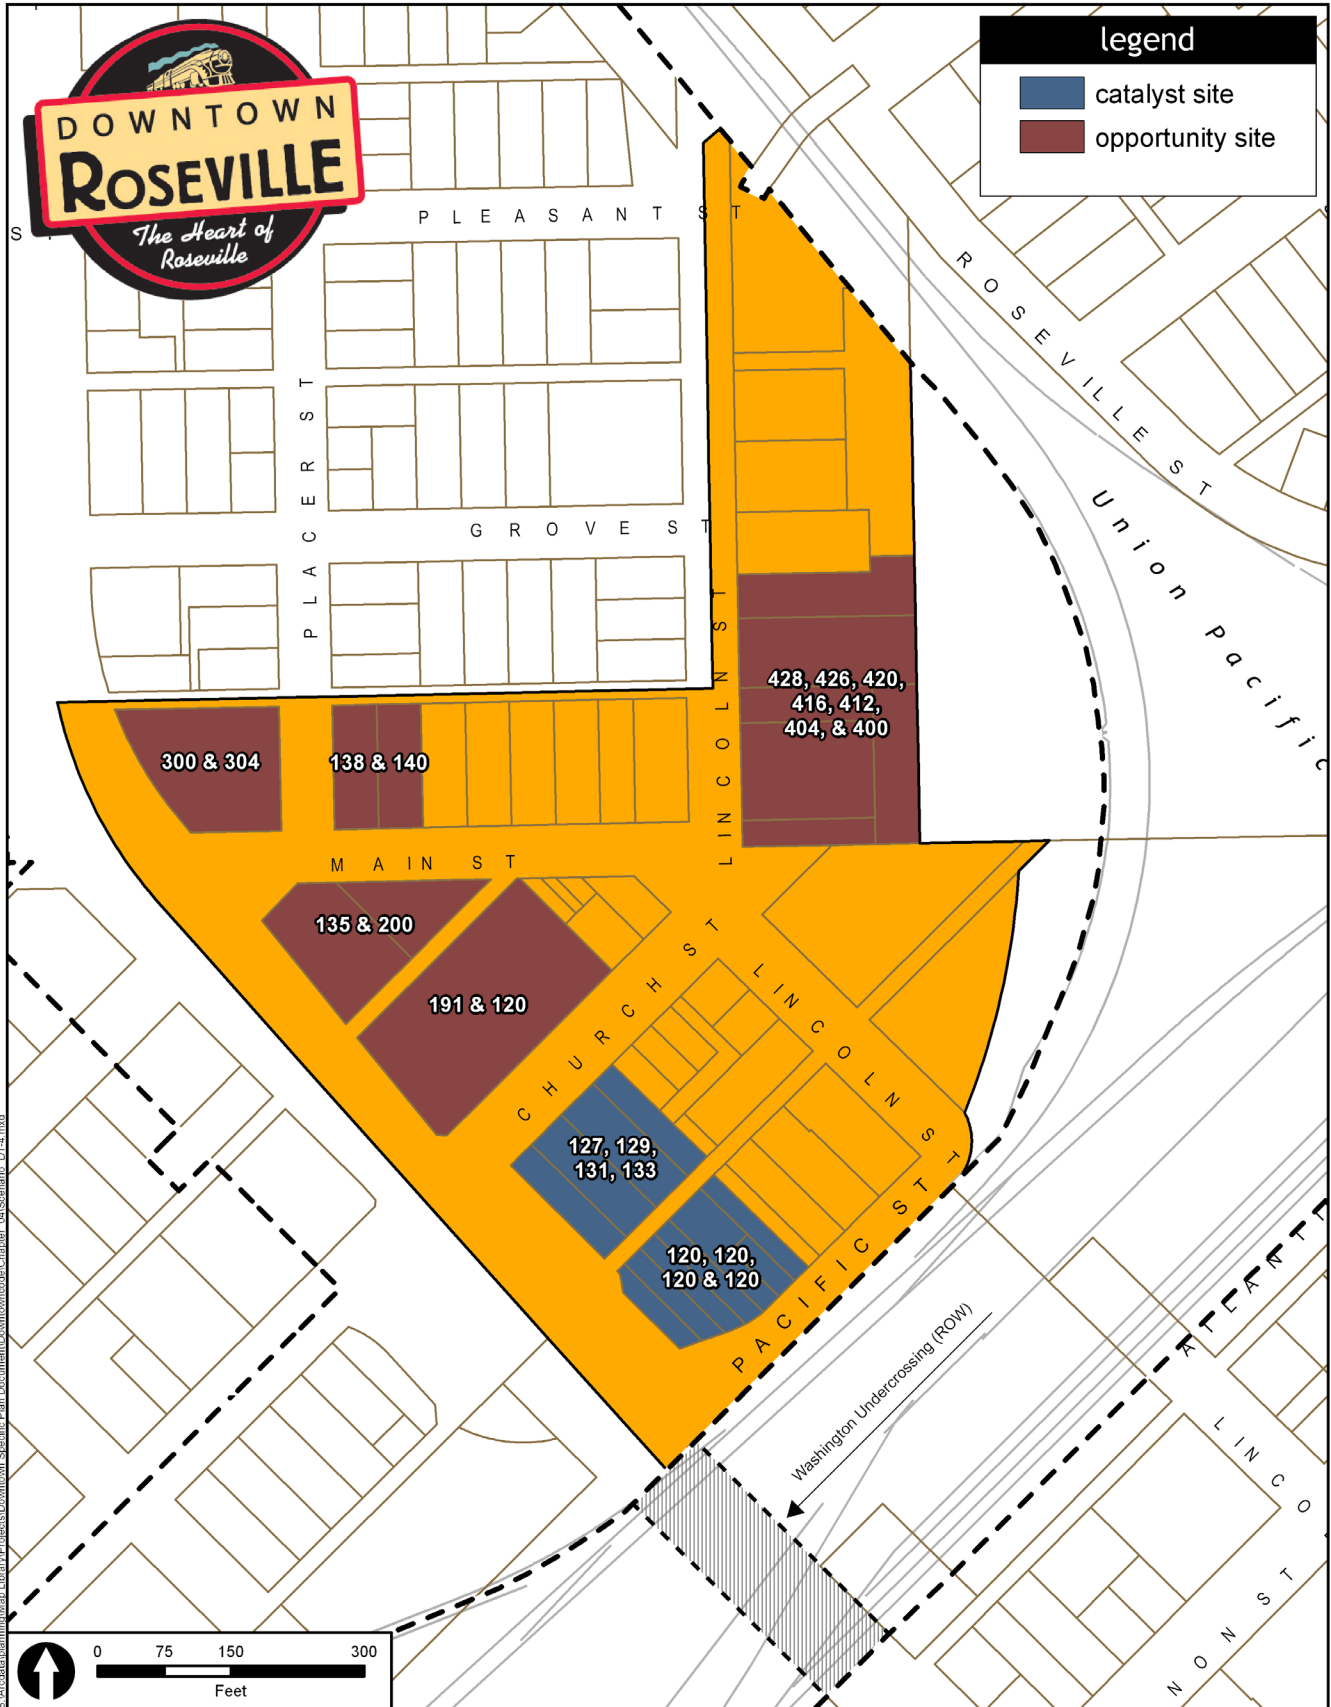 DOWNTOWN
ROSEVILLE
The Heart of
Roseville
legend
catalyst site
opportunity site
S
PLEASANT ST
ROSEVILLE ST
PLACER ST
GROVE ST
Union Pacific
LINCOLN ST
428, 426, 420,
416, 412,
404, & 400
300 & 304
138 & 140
MAIN ST
135 & 200
191 & 120
CHURCH ST
LINCOLN ST
127, 129,
131, 133
120, 120,
120 & 120
PACIFIC ST
Washington Undercrossing (ROW)
ATLANT
LINCO
NON ST
0 75 150 300
Feet